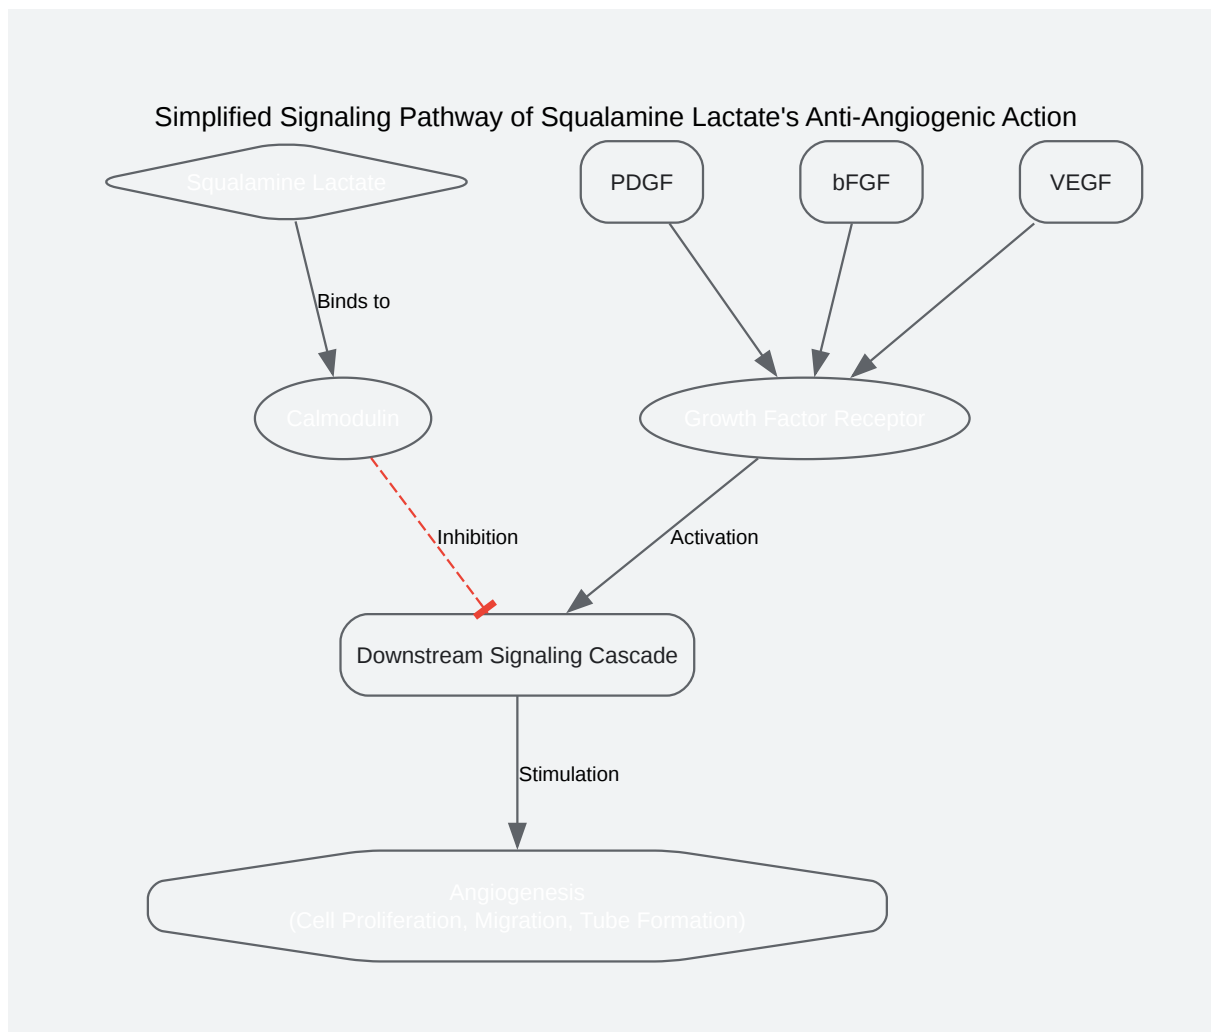 Simplified Signaling Pathway of Squalamine Lactate's Anti-Angiogenic Action
Squalamine Lactate
PDGF
bFGF
VEGF
Binds to
Calmodulin
Growth Factor Receptor
Inhibition
Activation
Downstream Signaling Cascade
Stimulation
Angiogenesis
(Cell Proliferation, Migration, Tube Formation)